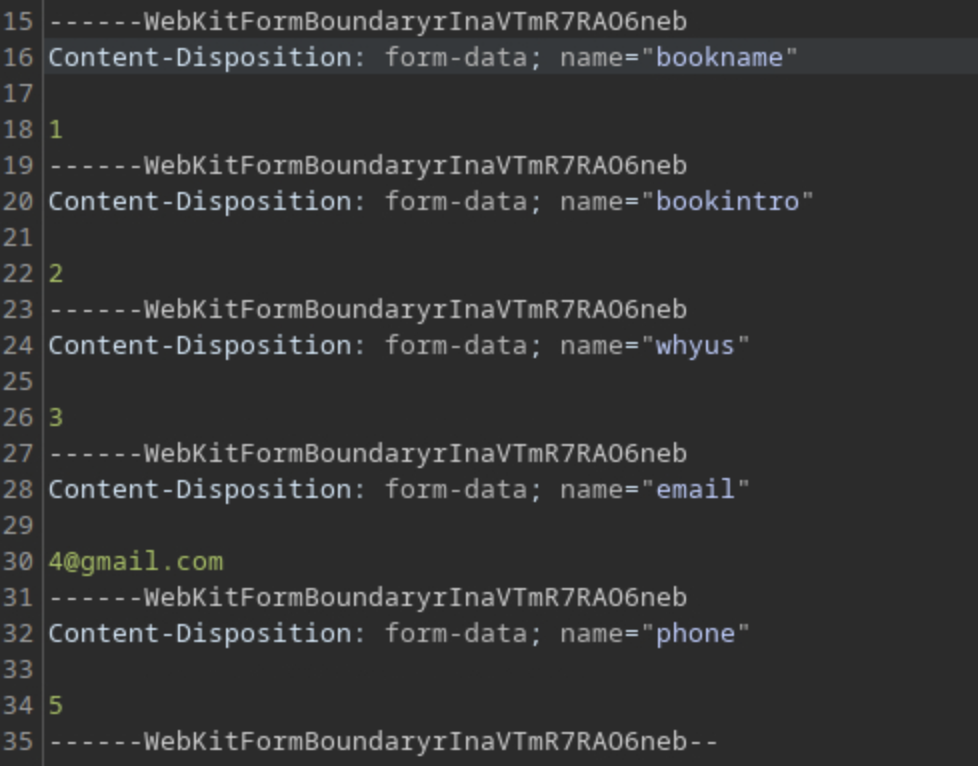 15 ------WebKitFormBoundaryrInaVTmR7RAO6neb
16 Content-Disposition: form-data; name="bookname"
17
18 1
19 ------WebKitFormBoundaryrInaVTmR7RAO6neb
20 Content-Disposition: form-data; name="bookintro"
21
22 2
23 ------WebKitFormBoundaryrInaVTmR7RAO6neb
24 Content-Disposition: form-data; name="whyus"
25
26 3
27 ------WebKitFormBoundaryrInaVTmR7RAO6neb
28 Content-Disposition: form-data; name="email"
29
30 4@gmail.com
31 ------WebKitFormBoundaryrInaVTmR7RAO6neb
32 Content-Disposition: form-data; name="phone"
33
34 5
35 ------WebKitFormBoundaryrInaVTmR7RAO6neb--